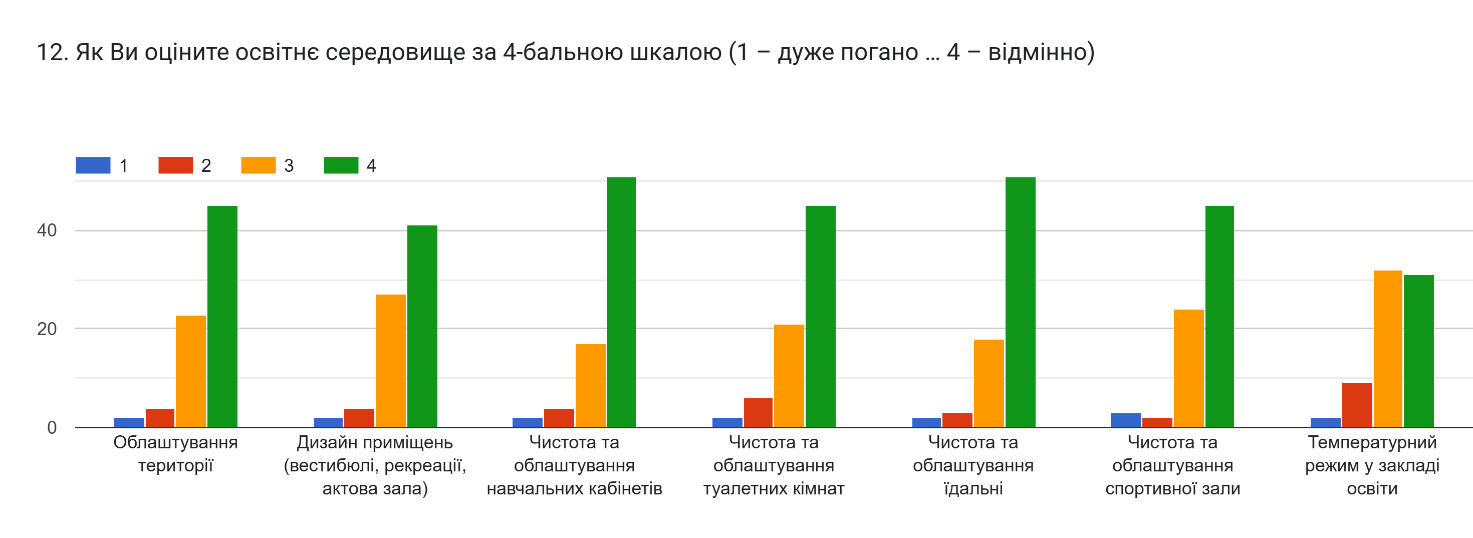 12. Як Ви оціните освітнє середовище за 4-бальною шкалою (1 – дуже погано ... 4 – відмінно)
1 2 3 4
40
20
0
Облаштування
території
Дизайн приміщень
(вестибюлі, рекреації,
актова зала)
Чистота та
облаштування
навчальних кабінетів
Чистота та
облаштування
туалетних кімнат
Чистота та
облаштування
їдальні
Чистота та
облаштування
спортивної зали
Температурний
режим у закладі
освіти